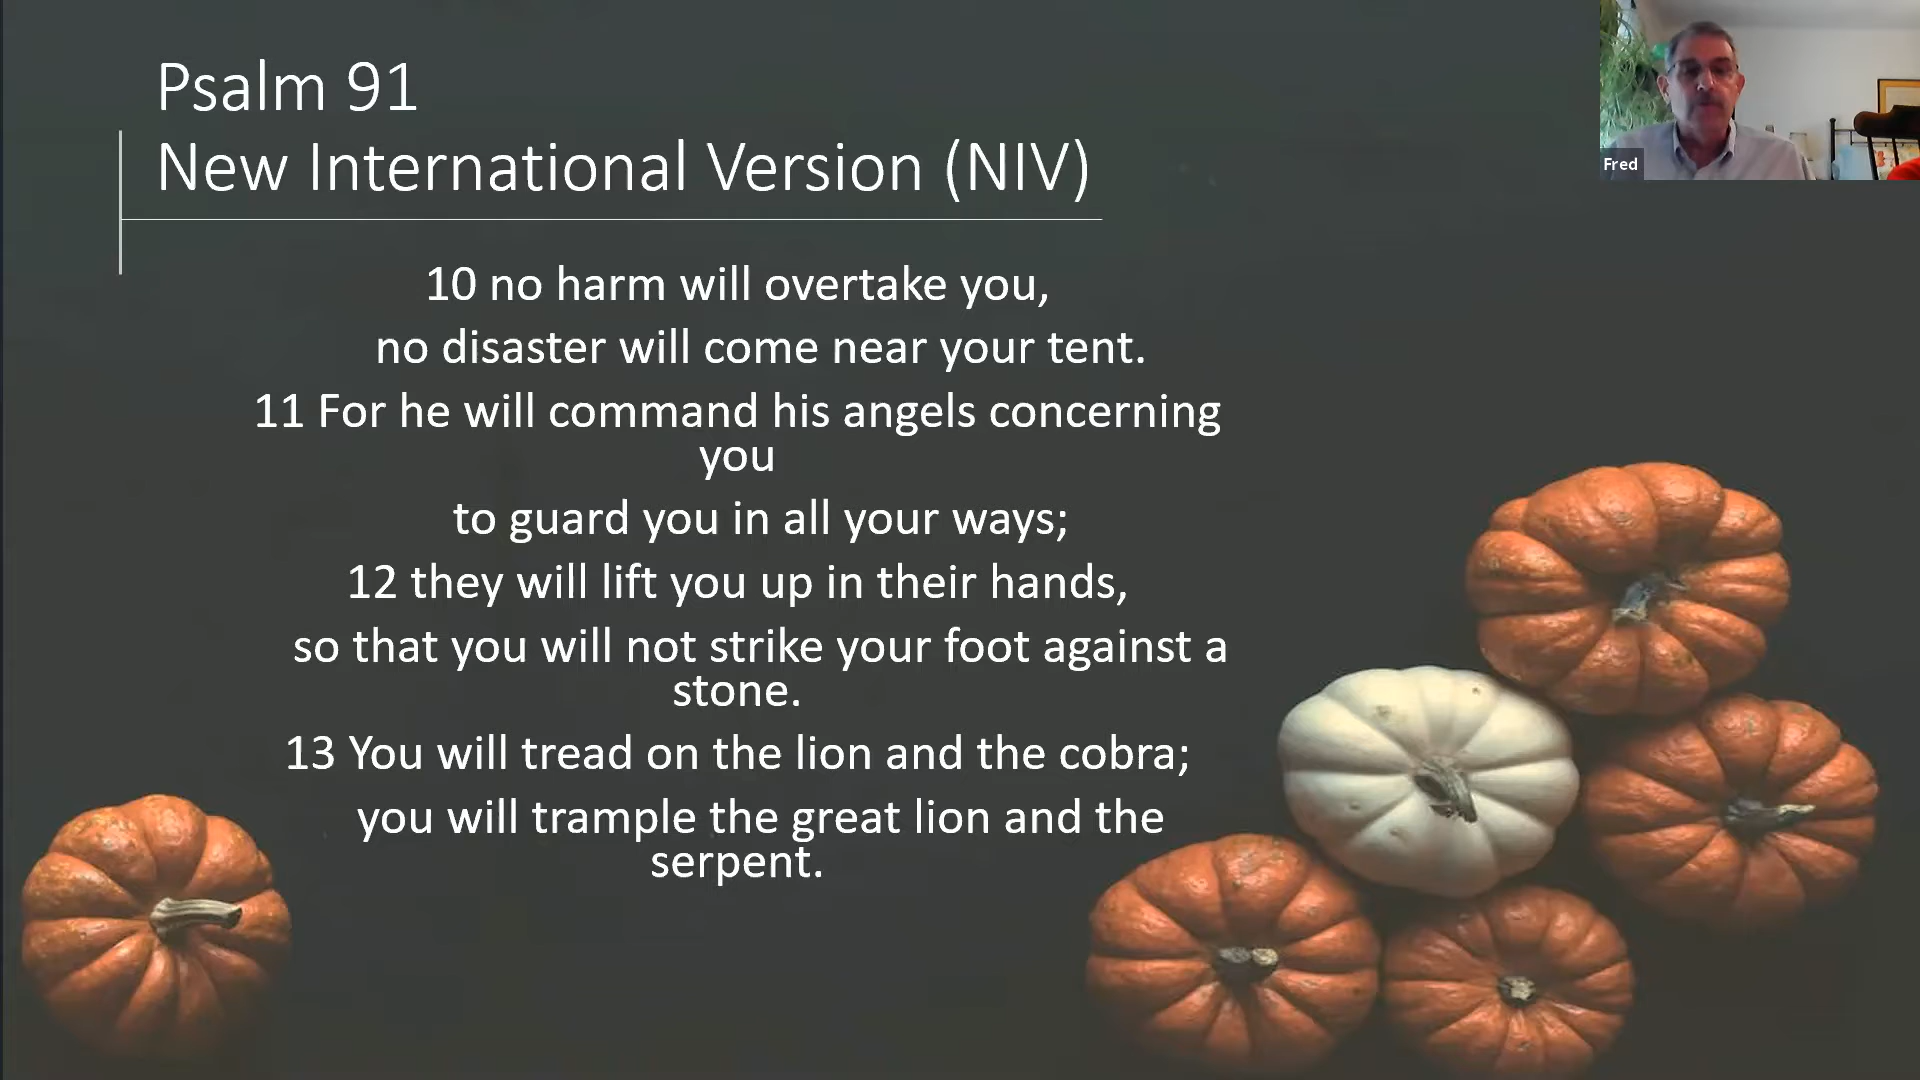 Psalm 91
New International Version (NIV)
Fred
10 no harm will overtake you,
no disaster will come near your tent.
11 For he will command his angels concerning
you
to guard you in all your ways;
12 they will lift you up in their hands,
so that you will not strike your foot against a
stone.
13 You will tread on the lion and the cobra;
you will trample the great lion and the
serpent.